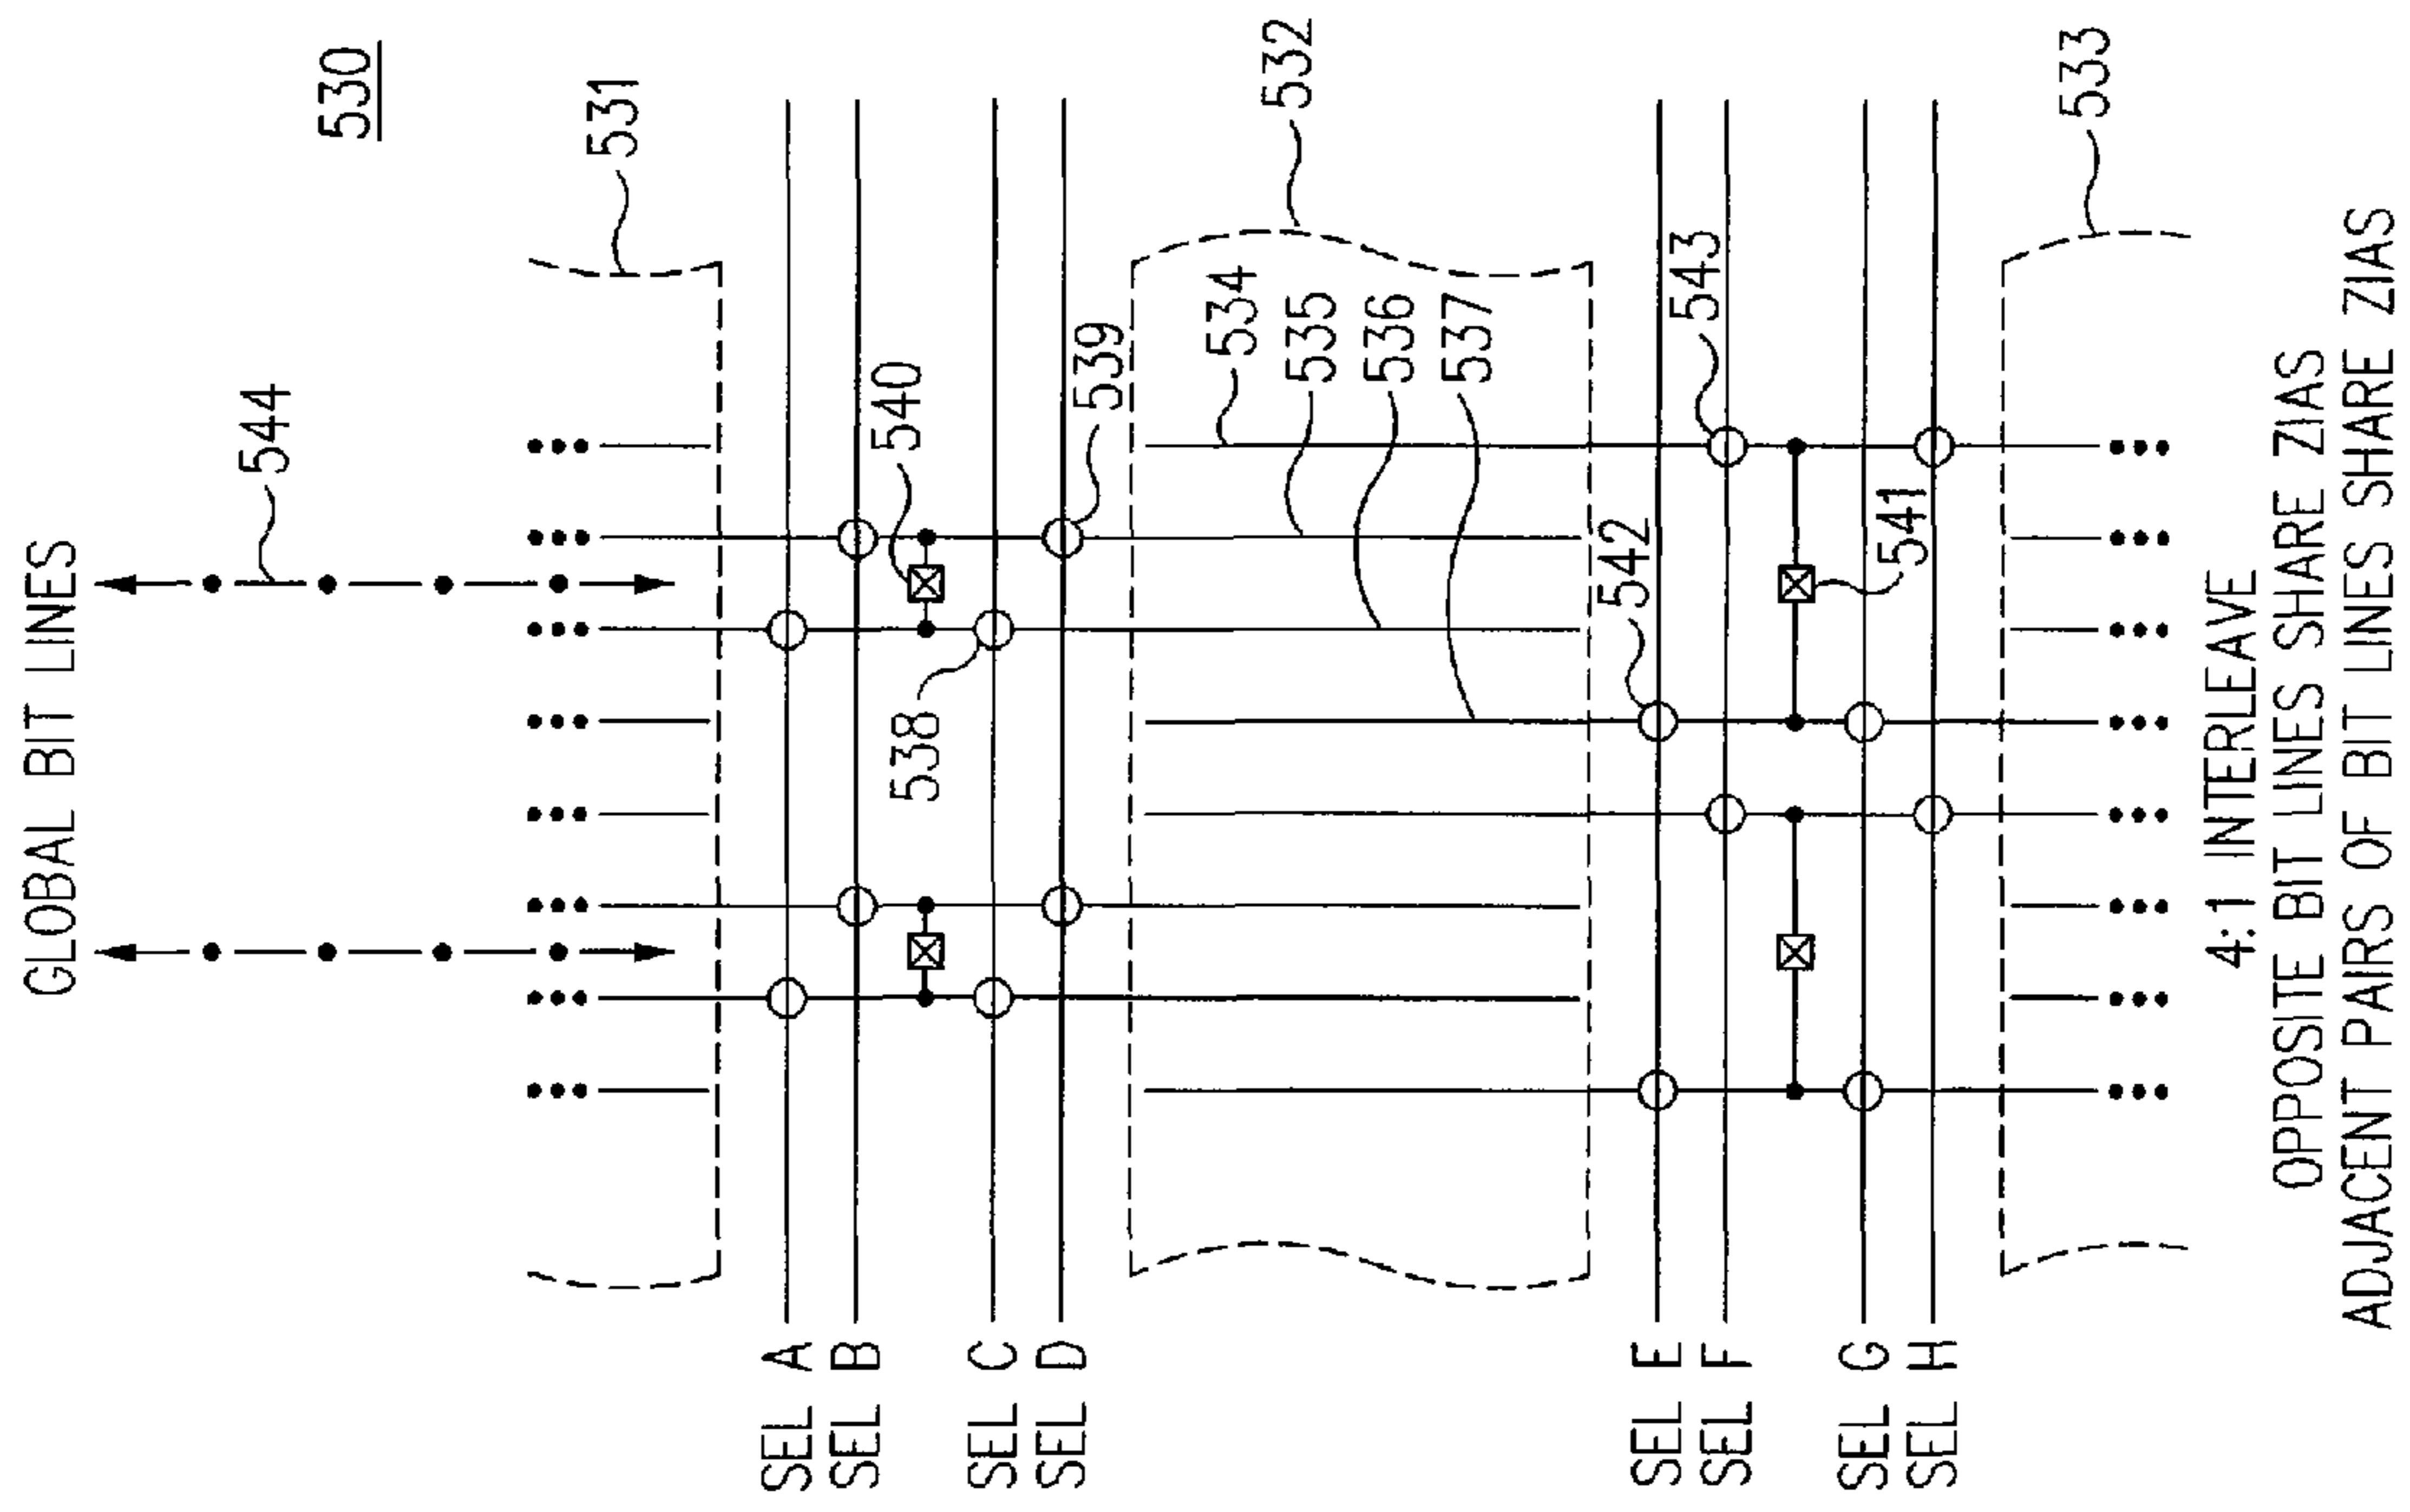 GLOBAL BIT LINES
530
544
531
SEL A
SEL B
540
538
SEL C
539
SEL D
532
534
535
536
537
542
SEL E
543
SEL F
541
SEL G
SEL H
533
4:1 INTERLEAVE
OPPOSITE BIT LINES SHARE ZIAS
ADJACENT PAIRS OF BIT LINES SHARE ZIAS